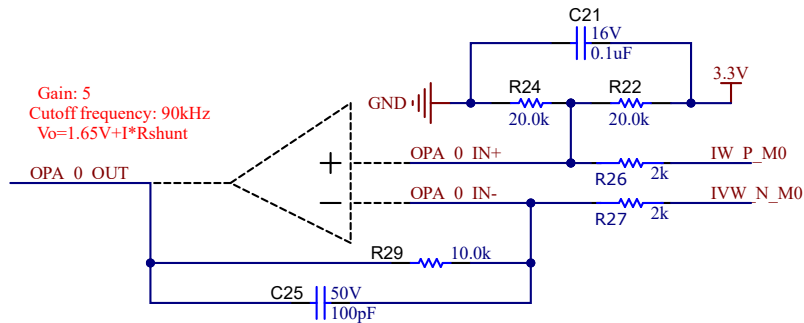 C21
16V
0.1uF
Gain: 5
Cutoff frequency: 90kHz
Vo=1.65V+I*Rshunt
GND
R24
20.0k
R22
20.0k
3.3V
+
OPA_0_IN+
R26
2k
IW_P_M0
OPA_0_OUT
−
OPA_0_IN-
R27
2k
IVW_N_M0
R29
10.0k
C25
50V
100pF